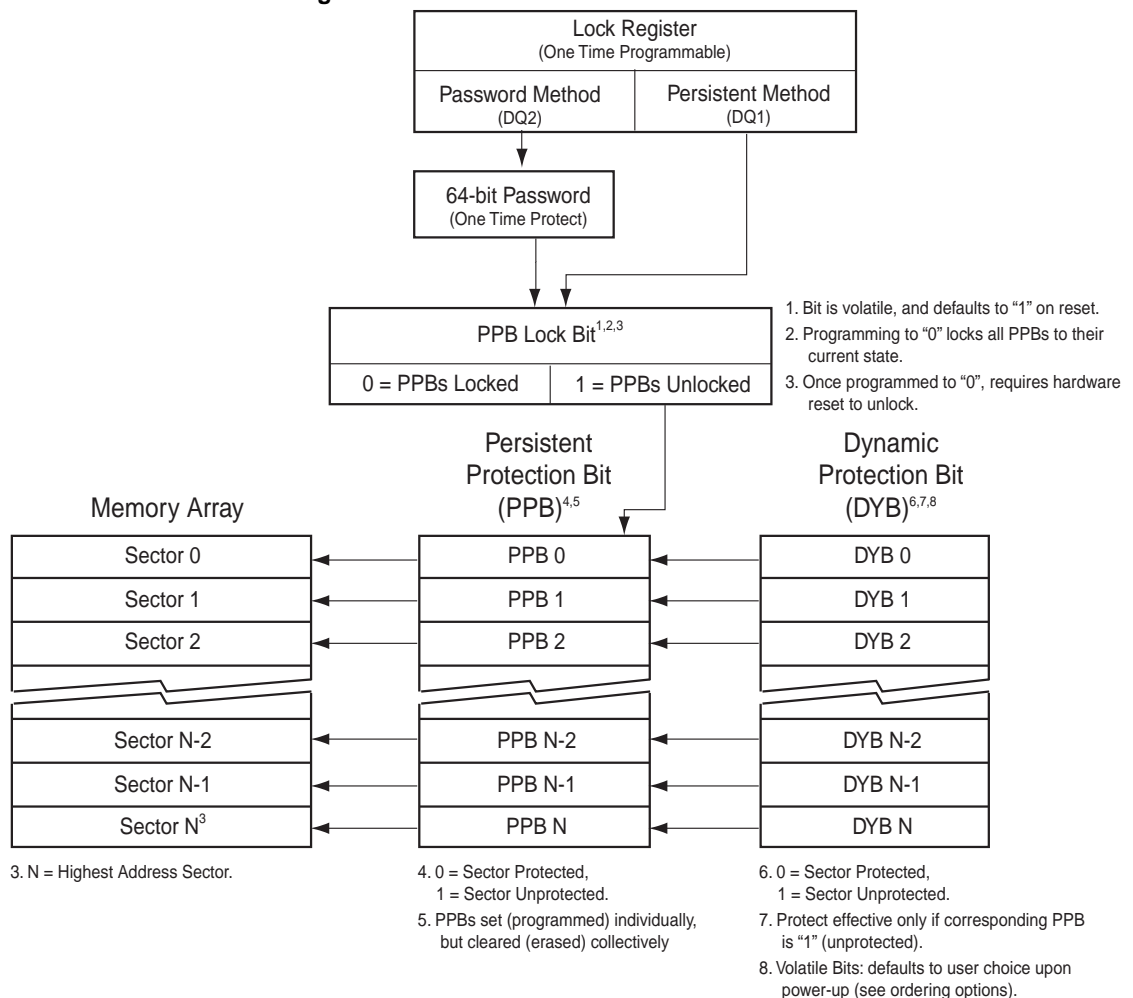 Lock Register
(One Time Programmable)
Password Method
(DQ2)
Persistent Method
(DQ1)
64-bit Password
(One Time Protect)
PPB Lock Bit1,2,3
0 = PPBs Locked
1 = PPBs Unlocked
1. Bit is volatile, and defaults to “1” on reset.
2. Programming to “0” locks all PPBs to their
current state.
3. Once programmed to “0”, requires hardware
reset to unlock.
Memory Array
Persistent
Protection Bit
(PPB)4,5
Dynamic
Protection Bit
(DYB)6,7,8
Sector 0
PPB 0
DYB 0
Sector 1
PPB 1
DYB 1
Sector 2
PPB 2
DYB 2
Sector N-2
PPB N-2
DYB N-2
Sector N-1
PPB N-1
DYB N-1
Sector N3
PPB N
DYB N
3. N = Highest Address Sector.
4. 0 = Sector Protected,
1 = Sector Unprotected.
5. PPBs set (programmed) individually,
but cleared (erased) collectively
6. 0 = Sector Protected,
1 = Sector Unprotected.
7. Protect effective only if corresponding PPB
is “1” (unprotected).
8. Volatile Bits: defaults to user choice upon
power-up (see ordering options).